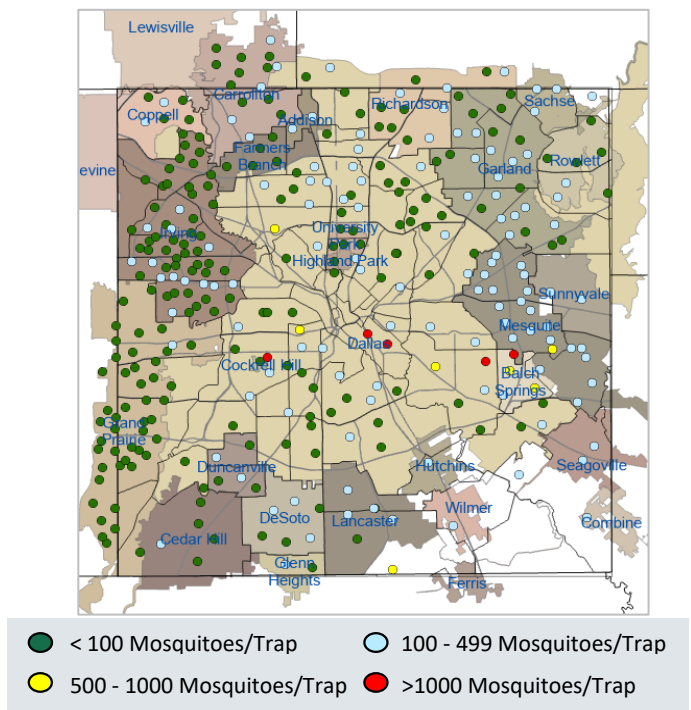 Lewisville
Carrollton
Coppell
Addison
Richardson
Sachse
Farmers
Branch
evine
Garland
Rowlett
University
Park
Irving
Highland Park
Sunnyvale
Mesquite
Dallas
Cockrell Hill
Balch
Springs
Grand
Prairie
Duncanville
Hutchins
Seagoville
DeSoto
Lancaster
Wilmer
Combine
Cedar Hill
Glenn
Heights
Ferris
< 100 Mosquitoes/Trap
100 - 499 Mosquitoes/Trap
500 - 1000 Mosquitoes/Trap
>1000 Mosquitoes/Trap